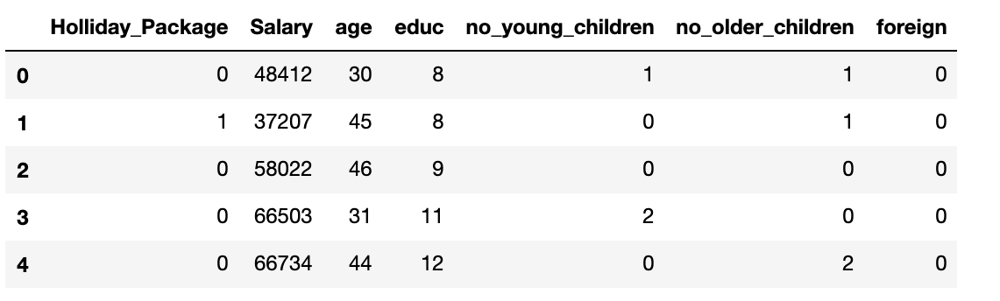 Holliday_Package Salary age educ no_young_children no_older_children foreign
0 0 48412 30 8 1 1 0
1 1 37207 45 8 0 1 0
2 0 58022 46 9 0 0 0
3 0 66503 31 11 2 0 0
4 0 66734 44 12 0 2 0